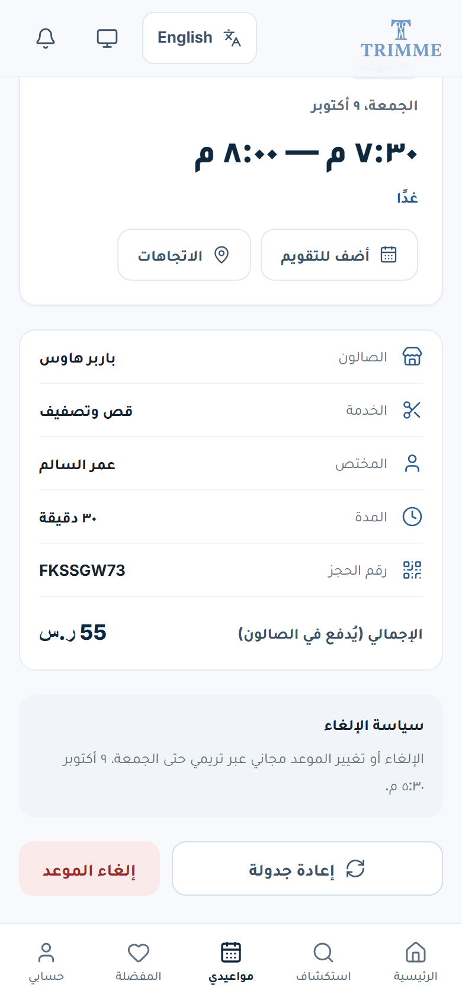 TRIMME
English
الجمعة، ٩ أكتوبر
٧:٣٠ م — ٨:٠٠ م
غدًا
أضف للتقويم
الاتجاهات
الصالون
باربر هاوس
الخدمة
قص وتصفيف
المختص
عمر السالم
المدة
٣٠ دقيقة
رقم الحجز
FKSSGW73
الإجمالي (يُدفع في الصالون)
55 ر.س
سياسة الإلغاء
الإلغاء أو تغيير الموعد مجاني عبر تريمي حتى الجمعة، ٩ أكتوبر
٥:٣٠ م.
إعادة جدولة
إلغاء الموعد
الرئيسية
استكشاف
مواعيدي
المفضلة
حسابي